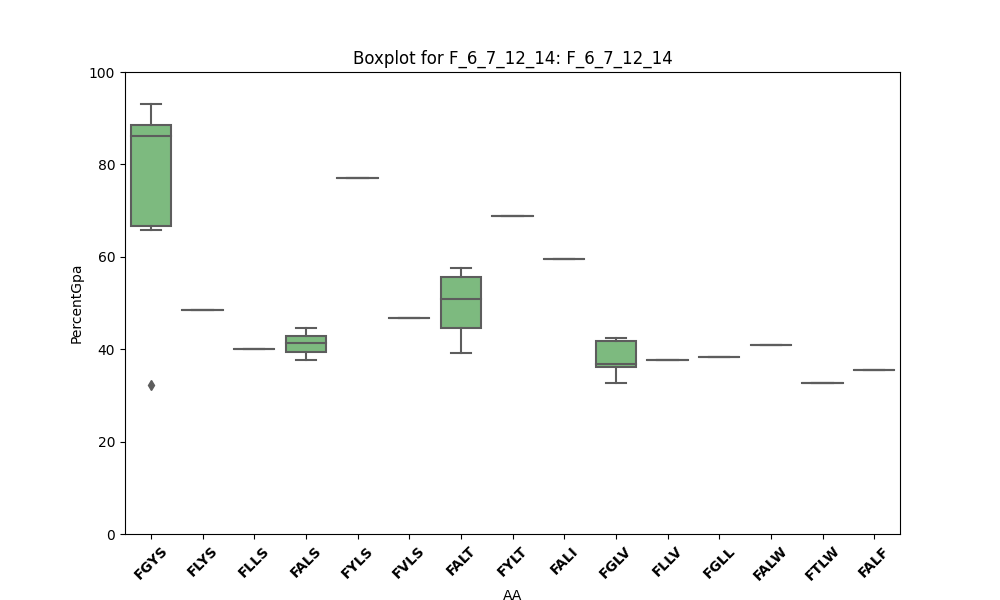 Boxplot for F_6_7_12_14: F_6_7_12_14
100
80
60
40
20
0
PercentGpa
FGYS
FLYS
FLLS
FALS
FYLS
FVLS
FALT
FYLT
FALI
FGLV
FLLV
FGLL
FALW
FTLW
FALF
AA